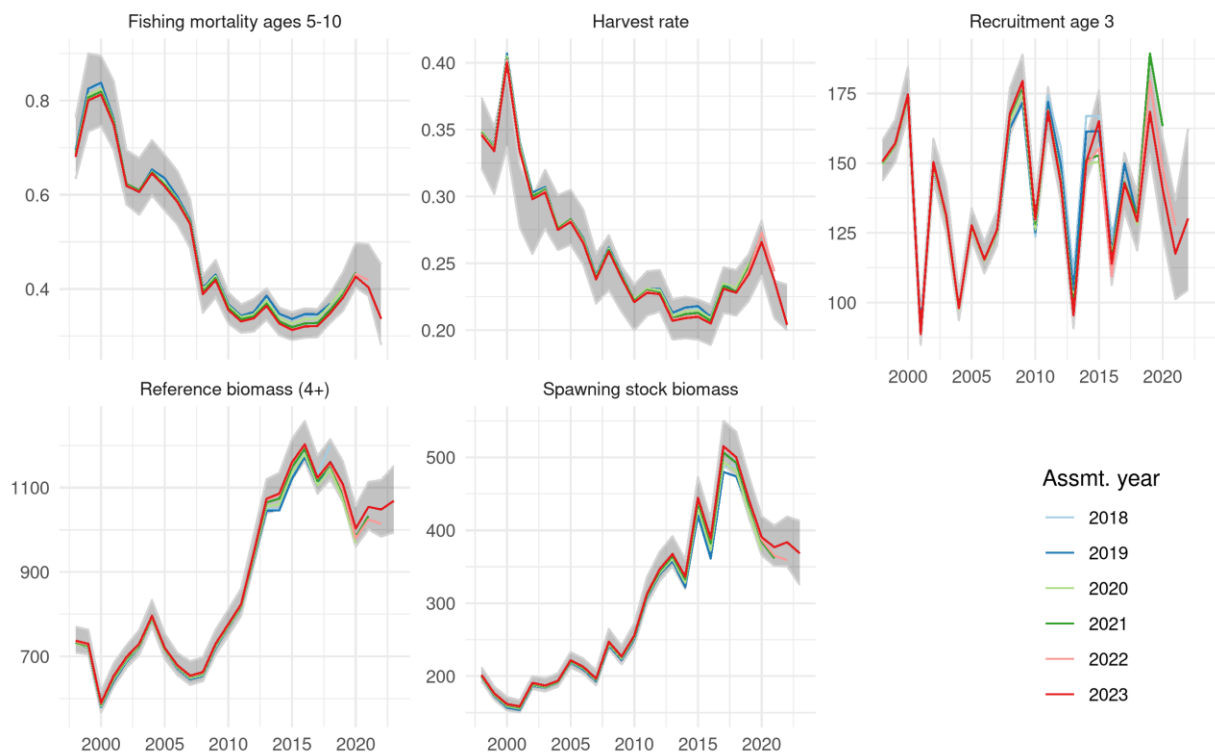 Fishing mortality ages 5-10
Harvest rate
Recruitment age 3
0.8
0.6
0.4
0.40
0.35
0.30
0.25
0.20
175
150
125
100
2000 2005 2010 2015 2020
Reference biomass (4+)
Spawning stock biomass
1100
900
700
500
400
300
200
2000 2005 2010 2015 2020
2000 2005 2010 2015 2020
Assmt. year
2018
2019
2020
2021
2022
2023